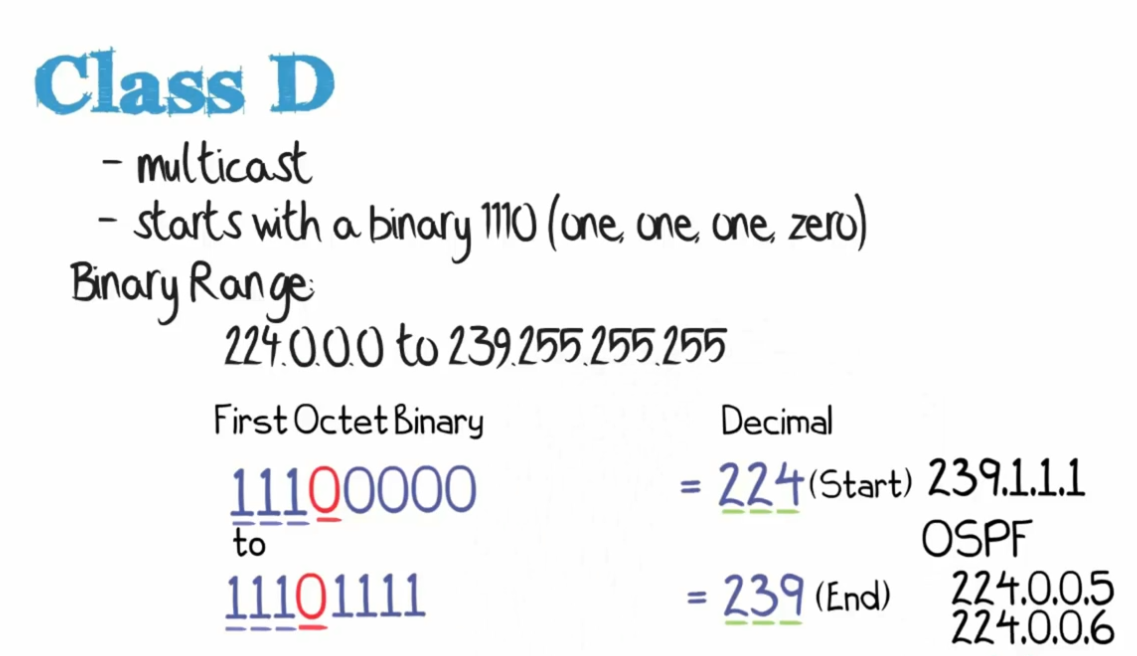 Class D
- multicast
- starts with a binary 1110 (one, one, one, zero)
Binary Range:
224.0.0.0 to 239.255.255.255
First Octet Binary
Decimal
11100000
= 224 (Start)
239.1.1.1
to
OSPF
11101111
= 239 (End)
224.0.0.5
224.0.0.6